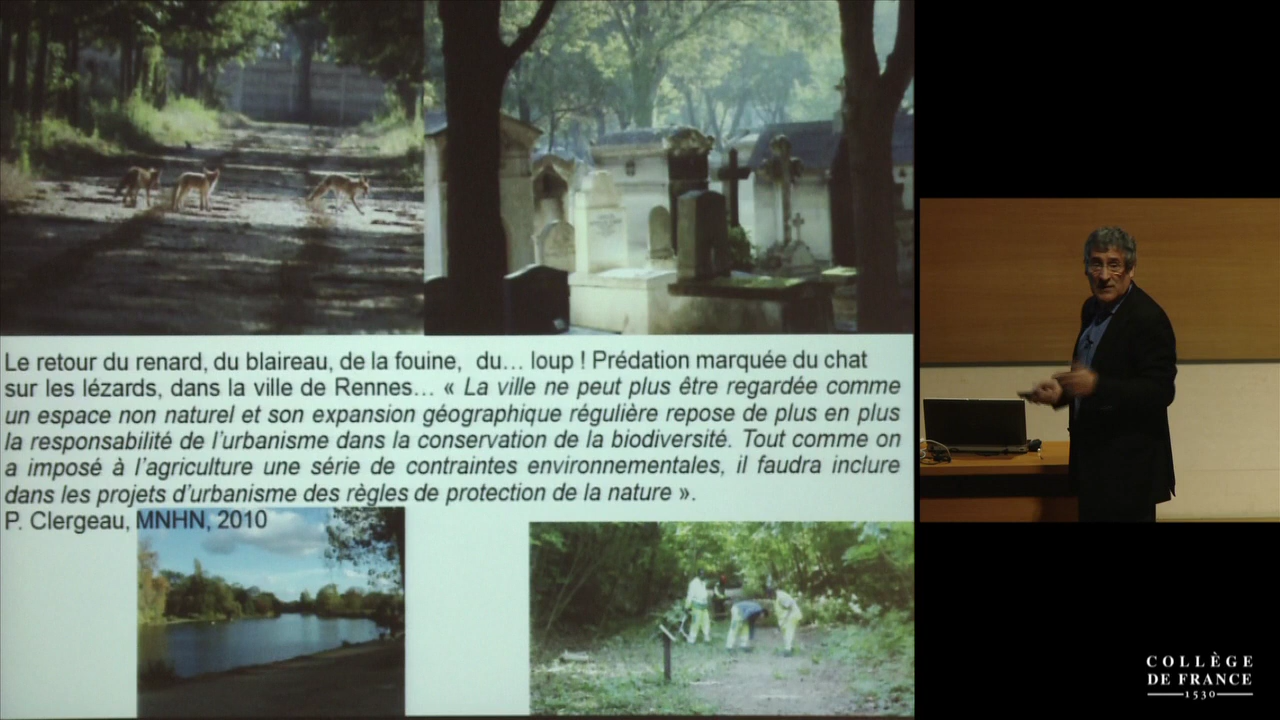 Le retour du renard, du blaireau, de la fouine, du... loup ! Prédation marquée du chat
sur les lézards, dans la ville de Rennes... « La ville ne peut plus être regardée comme
un espace non naturel et son expansion géographique régulière repose de plus en plus
la responsabilité de l'urbanisme dans la conservation de la biodiversité. Tout comme on
a imposé à l'agriculture une série de contraintes environnementales, il faudra inclure
dans les projets d'urbanisme des règles de protection de la nature ».
P. Clergeau, MNHN, 2010
COLLÈGE
DE FRANCE
1530